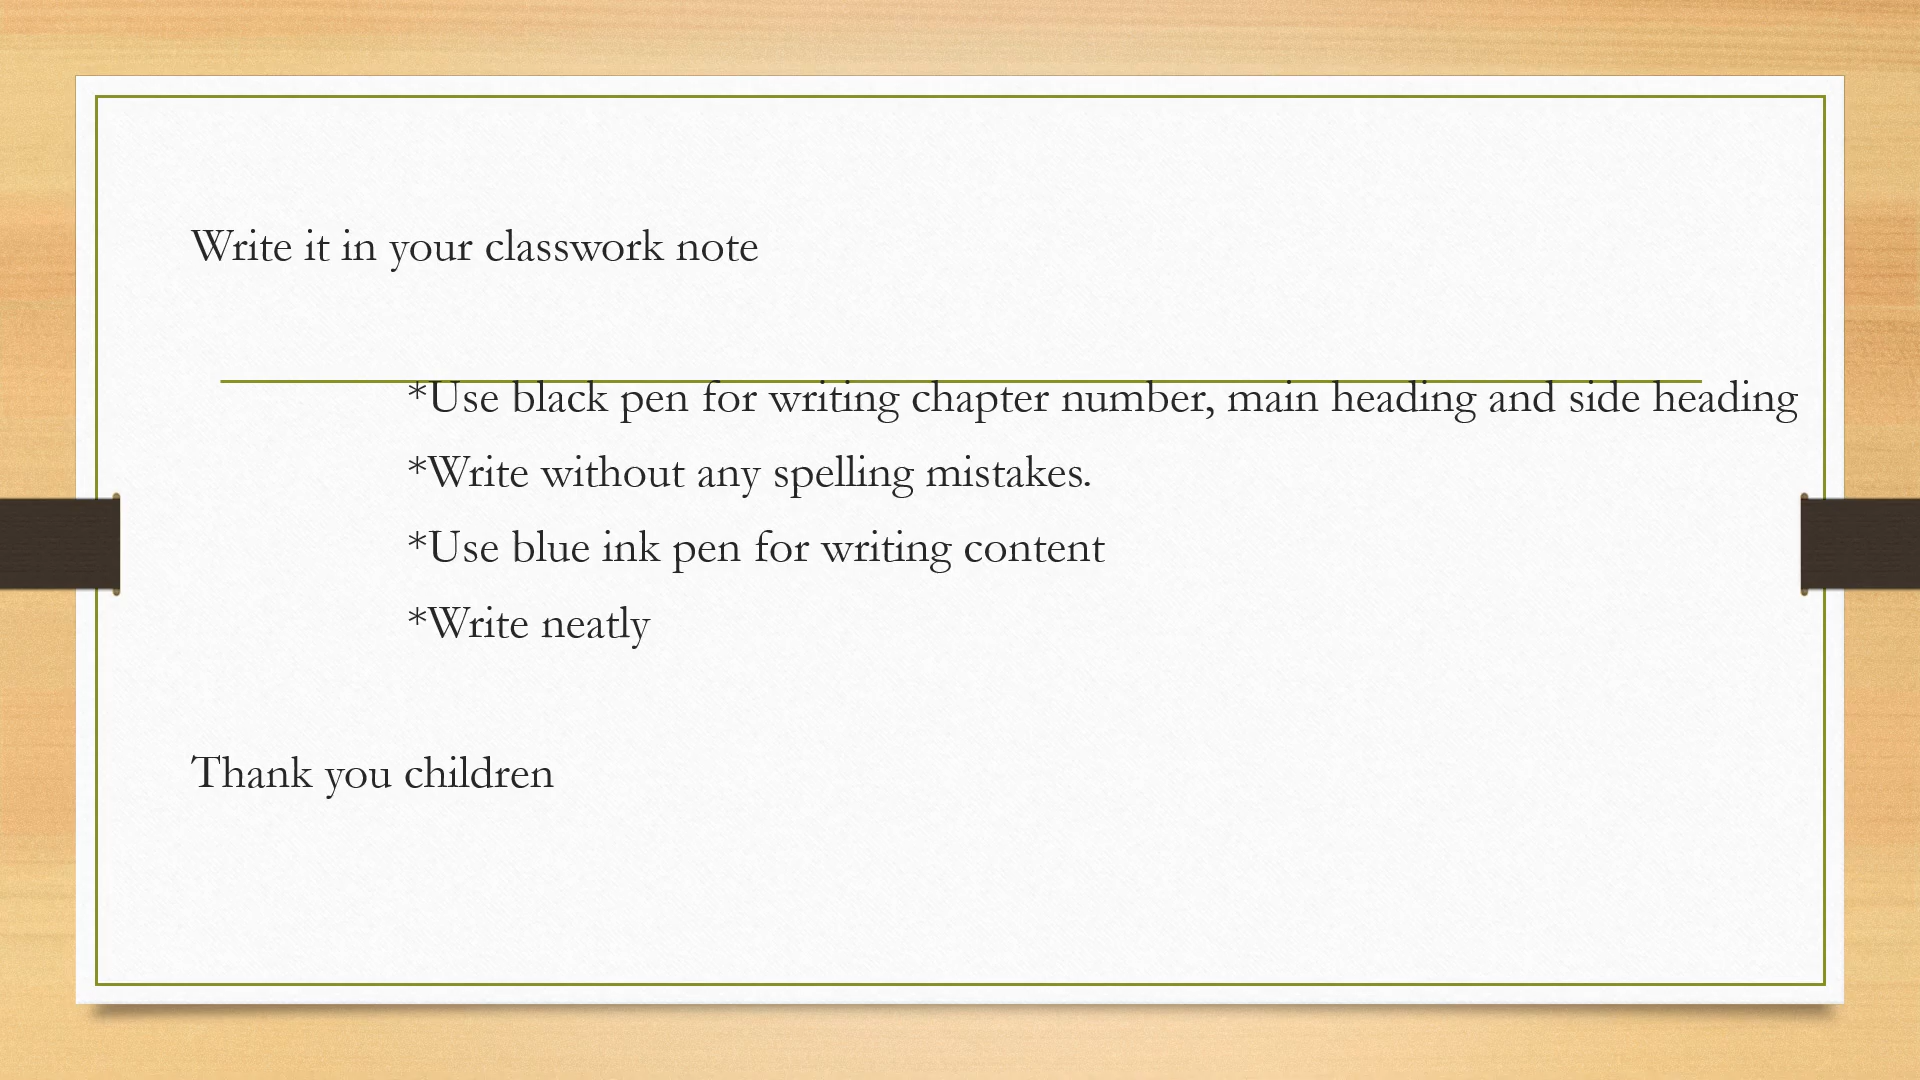 Write it in your classwork note
*Use black pen for writing chapter number, main heading and side heading
*Write without any spelling mistakes.
*Use blue ink pen for writing content
*Write neatly
Thank you children